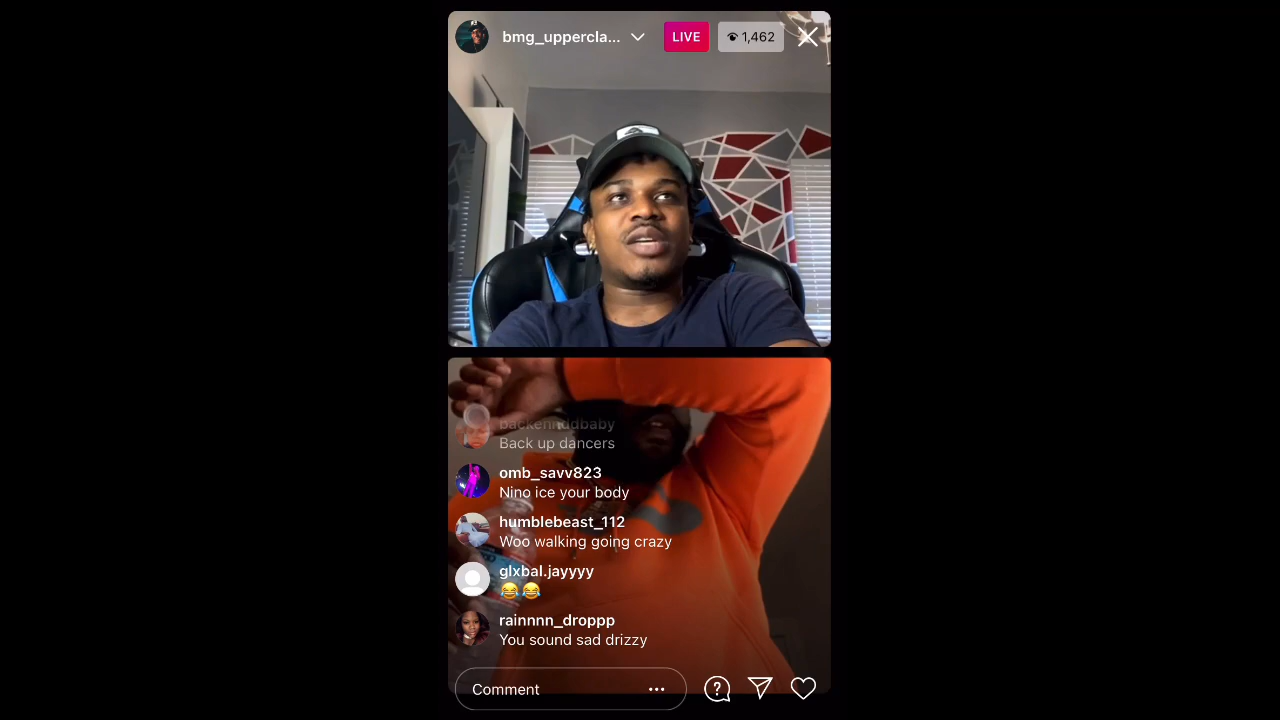 bmg_uppercla...
LIVE
1,462
backennddbaby
Back up dancers
omb_savv823
Nino ice your body
humblebeast_112
Woo walking going crazy
glxbal.jayyyy
😂😂
rainnnn_droppp
You sound sad drizzy
Comment